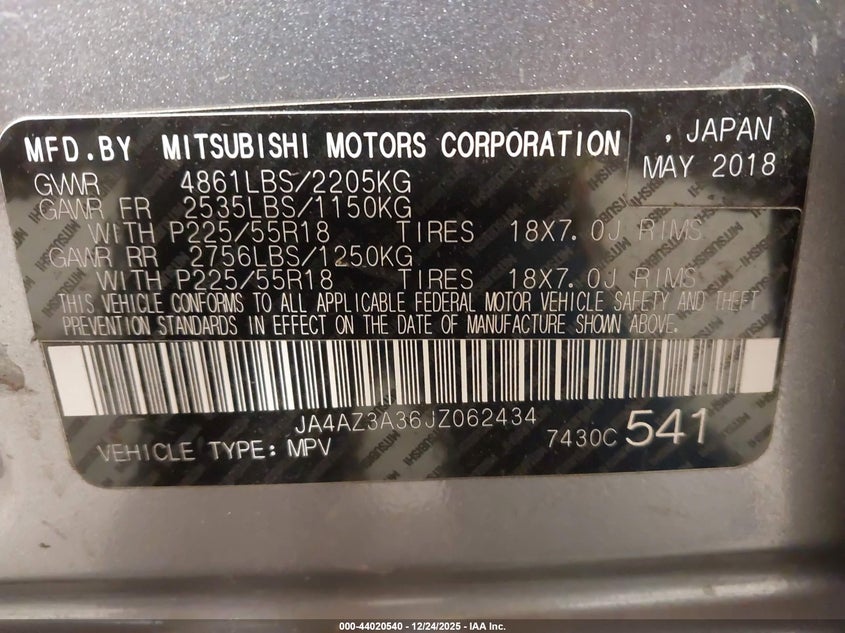 MFD.BY MITSUBISHI MOTORS CORPORATION , JAPAN
MAY 2018
GVWR 4861LBS/2205KG
GAWR FR 2535LBS/1150KG
WITH P225/55R18 TIRES 18X7.0J RIMS
GAWR RR 2756LBS/1250KG
WITH P225/55R18 TIRES 18X7.0J RIMS
THIS VEHICLE CONFORMS TO ALL APPLICABLE FEDERAL MOTOR VEHICLE SAFETY AND THEFT
PREVENTION STANDARDS IN EFFECT ON THE DATE OF MANUFACTURE SHOWN ABOVE.
JA4AZ3A36JZ062434
VEHICLE TYPE: MPV 7430C 541
000-44020540 - 12/24/2025 - IAA Inc.